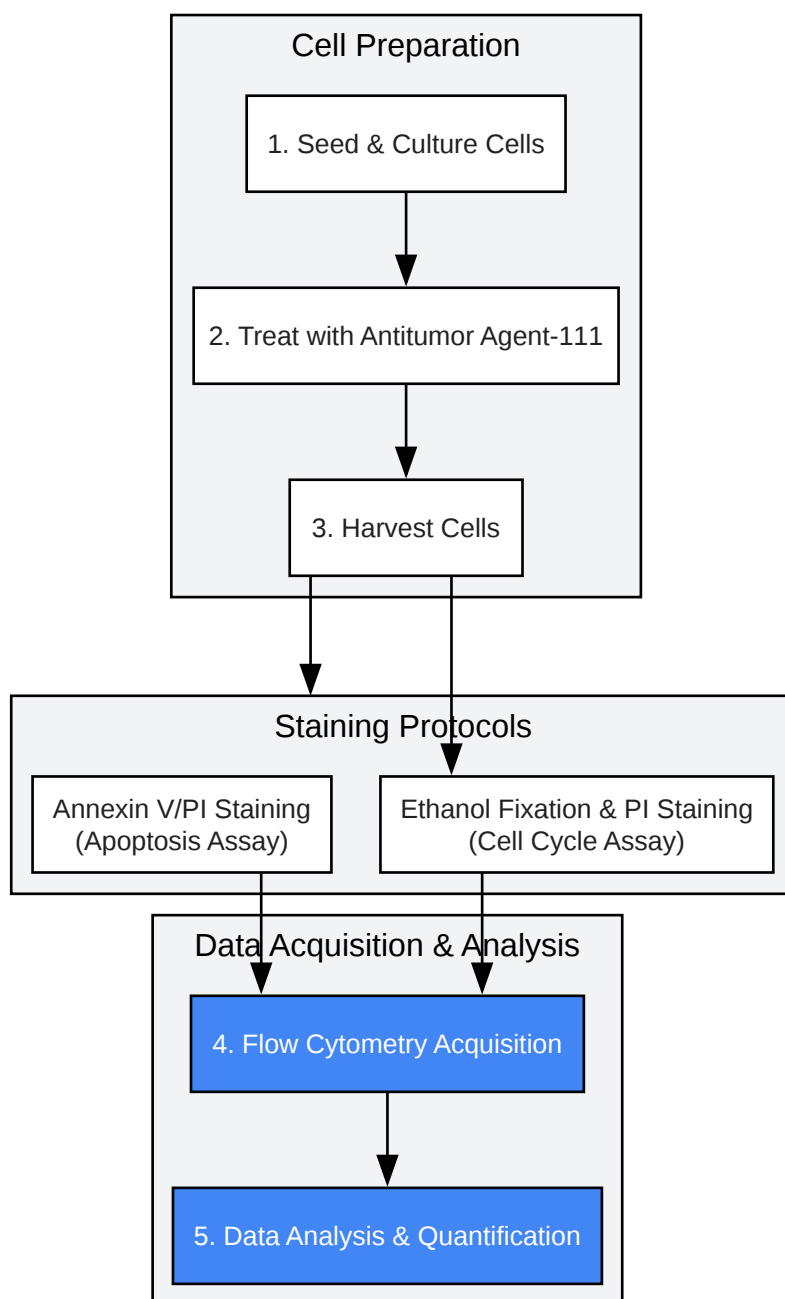 Cell Preparation
1. Seed & Culture Cells
2. Treat with Antitumor Agent-111
3. Harvest Cells
Staining Protocols
Annexin V/PI Staining
(Apoptosis Assay)
Ethanol Fixation & PI Staining
(Cell Cycle Assay)
Data Acquisition & Analysis
4. Flow Cytometry Acquisition
5. Data Analysis & Quantification